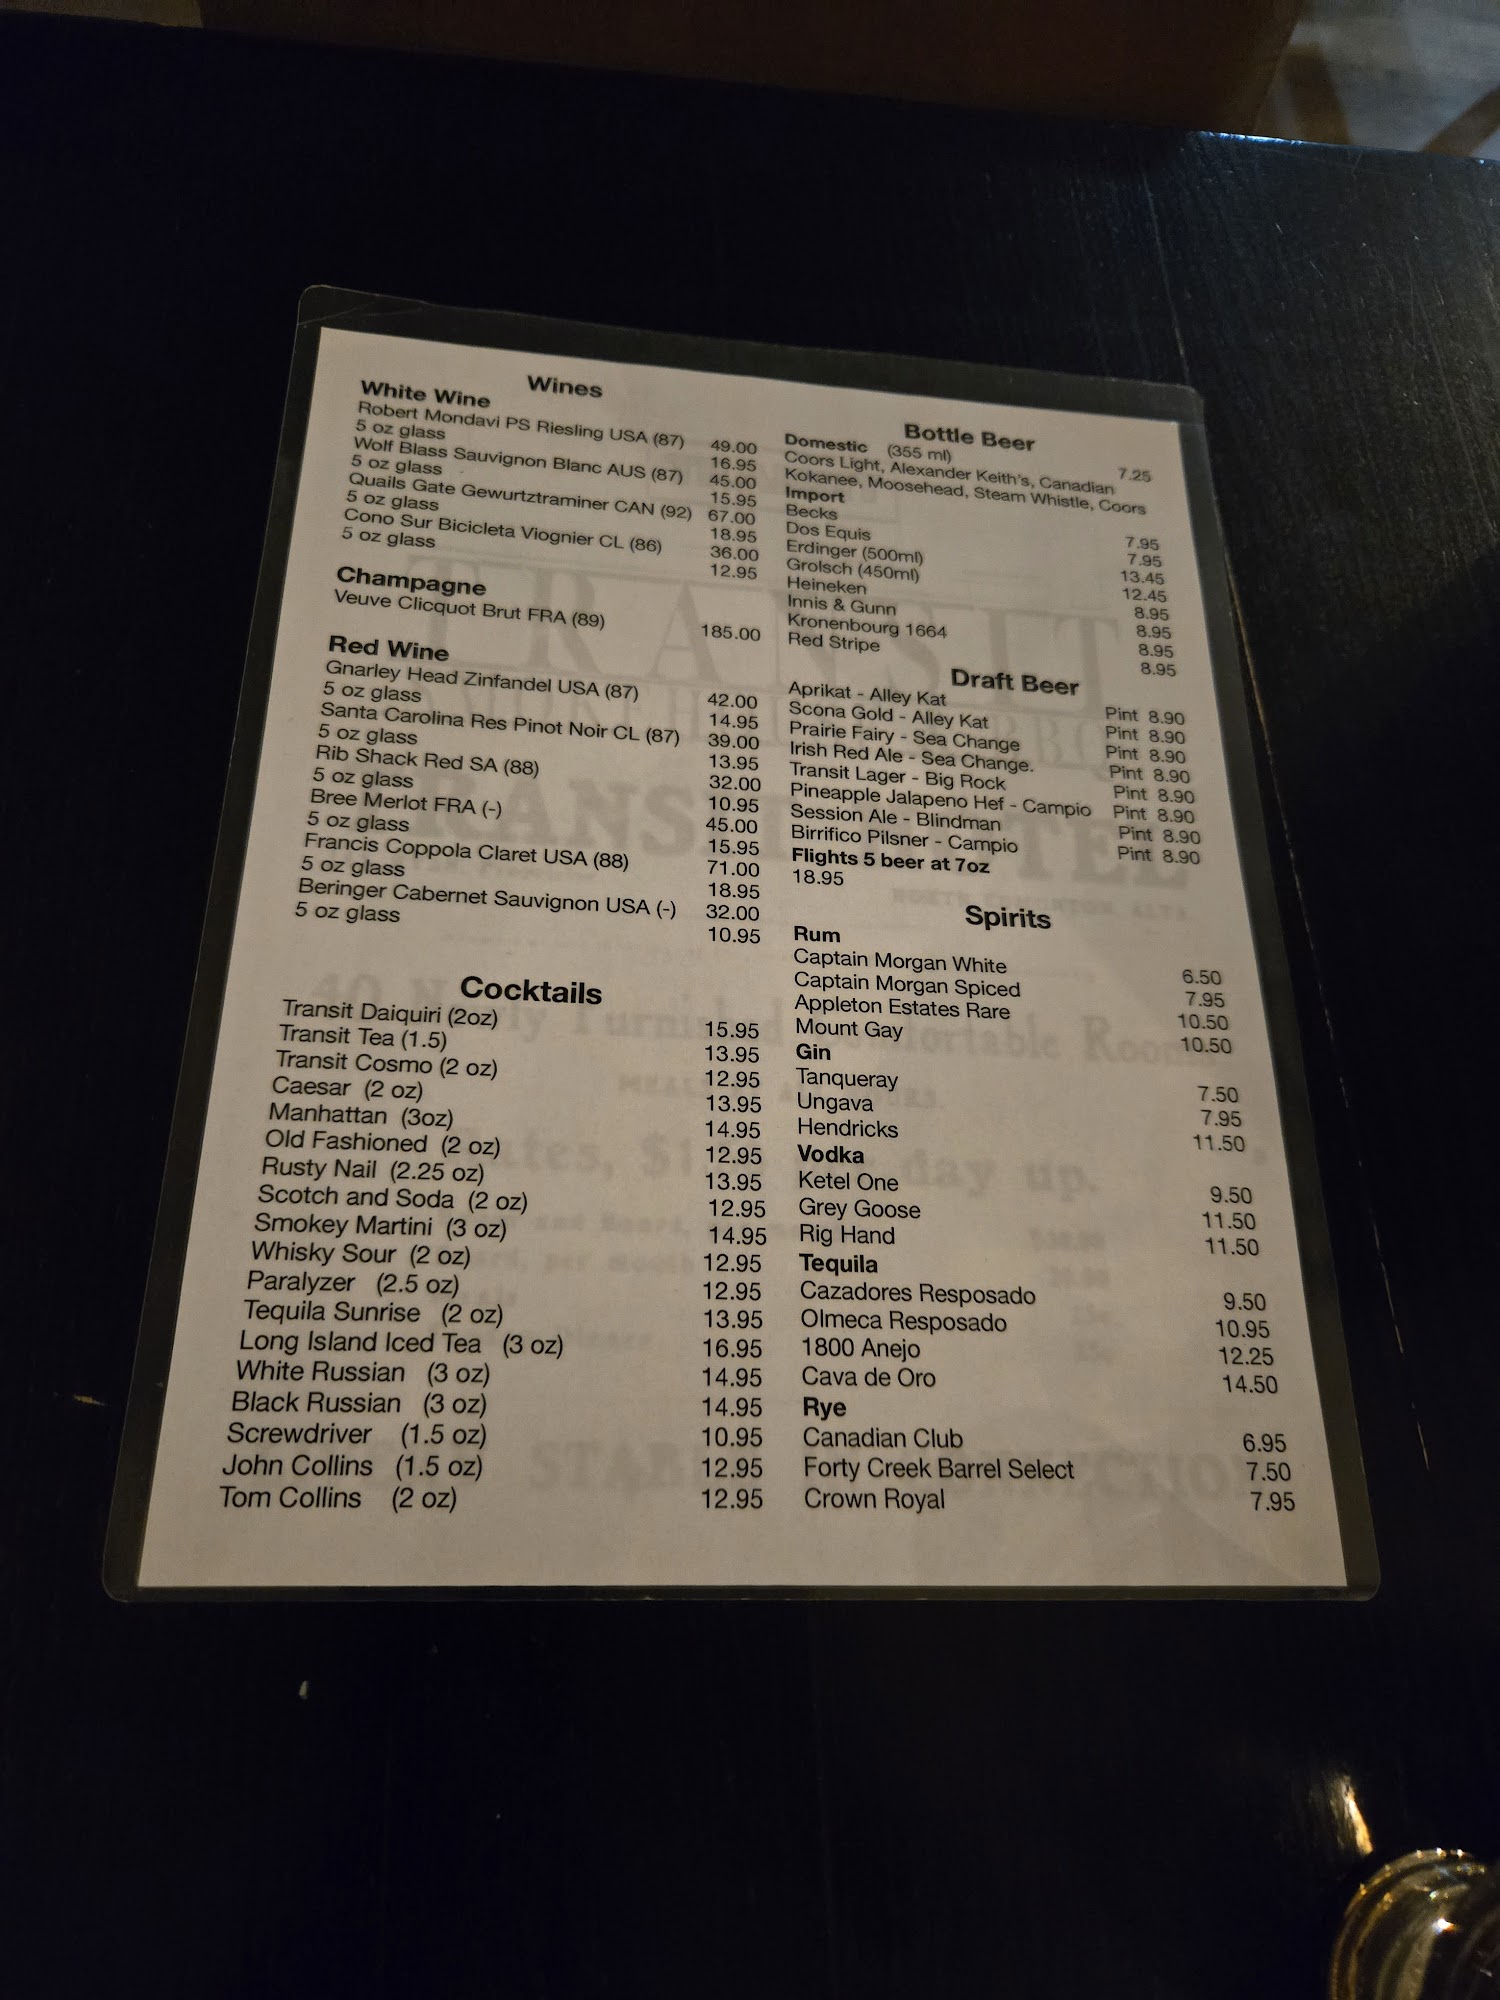 Wines
White Wine
Robert Mondavi PS Riesling USA (87) 49.00
5 oz glass 16.95
Wolf Blass Sauvignon Blanc AUS (87) 45.00
5 oz glass 15.95
Quails Gate Gewurtztraminer CAN (92) 67.00
5 oz glass 18.95
Cono Sur Bicicleta Viognier CL (86) 36.00
5 oz glass 12.95
Champagne
Veuve Clicquot Brut FRA (89) 185.00
Red Wine
Gnarley Head Zinfandel USA (87) 42.00
5 oz glass 14.95
Santa Carolina Res Pinot Noir CL (87) 39.00
5 oz glass 13.95
Rib Shack Red SA (88) 32.00
5 oz glass 10.95
Bree Merlot FRA (-) 45.00
5 oz glass 15.95
Francis Coppola Claret USA (88) 71.00
5 oz glass 18.95
Beringer Cabernet Sauvignon USA (-) 32.00
5 oz glass 10.95
Cocktails
Transit Daiquiri (2oz) 15.95
Transit Tea (1.5) 13.95
Transit Cosmo (2 oz) 12.95
Caesar (2 oz) 13.95
Manhattan (3oz) 14.95
Old Fashioned (2 oz) 12.95
Rusty Nail (2.25 oz) 13.95
Scotch and Soda (2 oz) 12.95
Smokey Martini (3 oz) 14.95
Whisky Sour (2 oz) 12.95
Paralyzer (2.5 oz) 12.95
Tequila Sunrise (2 oz) 13.95
Long Island Iced Tea (3 oz) 16.95
White Russian (3 oz) 14.95
Black Russian (3 oz) 14.95
Screwdriver (1.5 oz) 10.95
John Collins (1.5 oz) 12.95
Tom Collins (2 oz) 12.95
Bottle Beer
Domestic (355 ml) 7.25
Coors Light, Alexander Keith's, Canadian
Kokanee, Moosehead, Steam Whistle, Coors
Import
Becks 7.95
Dos Equis 7.95
Erdinger (500ml) 13.45
Grolsch (450ml) 12.45
Heineken 8.95
Innis & Gunn 8.95
Kronenbourg 1664 8.95
Red Stripe 8.95
Draft Beer
Aprikat - Alley Kat Pint 8.90
Scona Gold - Alley Kat Pint 8.90
Prairie Fairy - Sea Change Pint 8.90
Irish Red Ale - Sea Change. Pint 8.90
Transit Lager - Big Rock Pint 8.90
Pineapple Jalapeno Hef - Campio Pint 8.90
Session Ale - Blindman Pint 8.90
Birrifico Pilsner - Campio Pint 8.90
Flights 5 beer at 7oz
18.95
Spirits
Rum
Captain Morgan White 6.50
Captain Morgan Spiced 7.95
Appleton Estates Rare 10.50
Mount Gay 10.50
Gin
Tanqueray 7.50
Ungava 7.95
Hendricks 11.50
Vodka
Ketel One 9.50
Grey Goose 11.50
Rig Hand 11.50
Tequila
Cazadores Resposado 9.50
Olmeca Resposado 10.95
1800 Anejo 12.25
Cava de Oro 14.50
Rye
Canadian Club 6.95
Forty Creek Barrel Select 7.50
Crown Royal 7.95